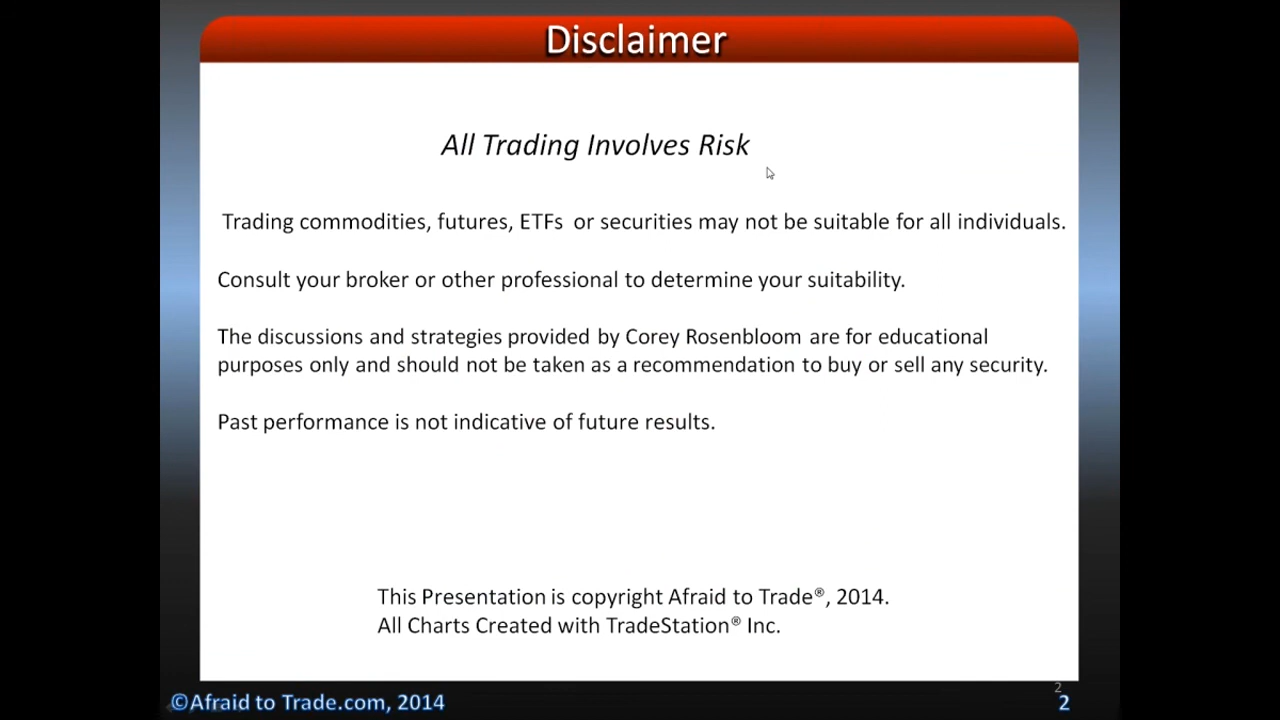 Disclaimer
All Trading Involves Risk
Trading commodities, futures, ETFs or securities may not be suitable for all individuals.
Consult your broker or other professional to determine your suitability.
The discussions and strategies provided by Corey Rosenbloom are for educational
purposes only and should not be taken as a recommendation to buy or sell any security.
Past performance is not indicative of future results.
This Presentation is copyright Afraid to Trade®, 2014.
All Charts Created with TradeStation® Inc.
2
©Afraid to Trade.com, 2014
2